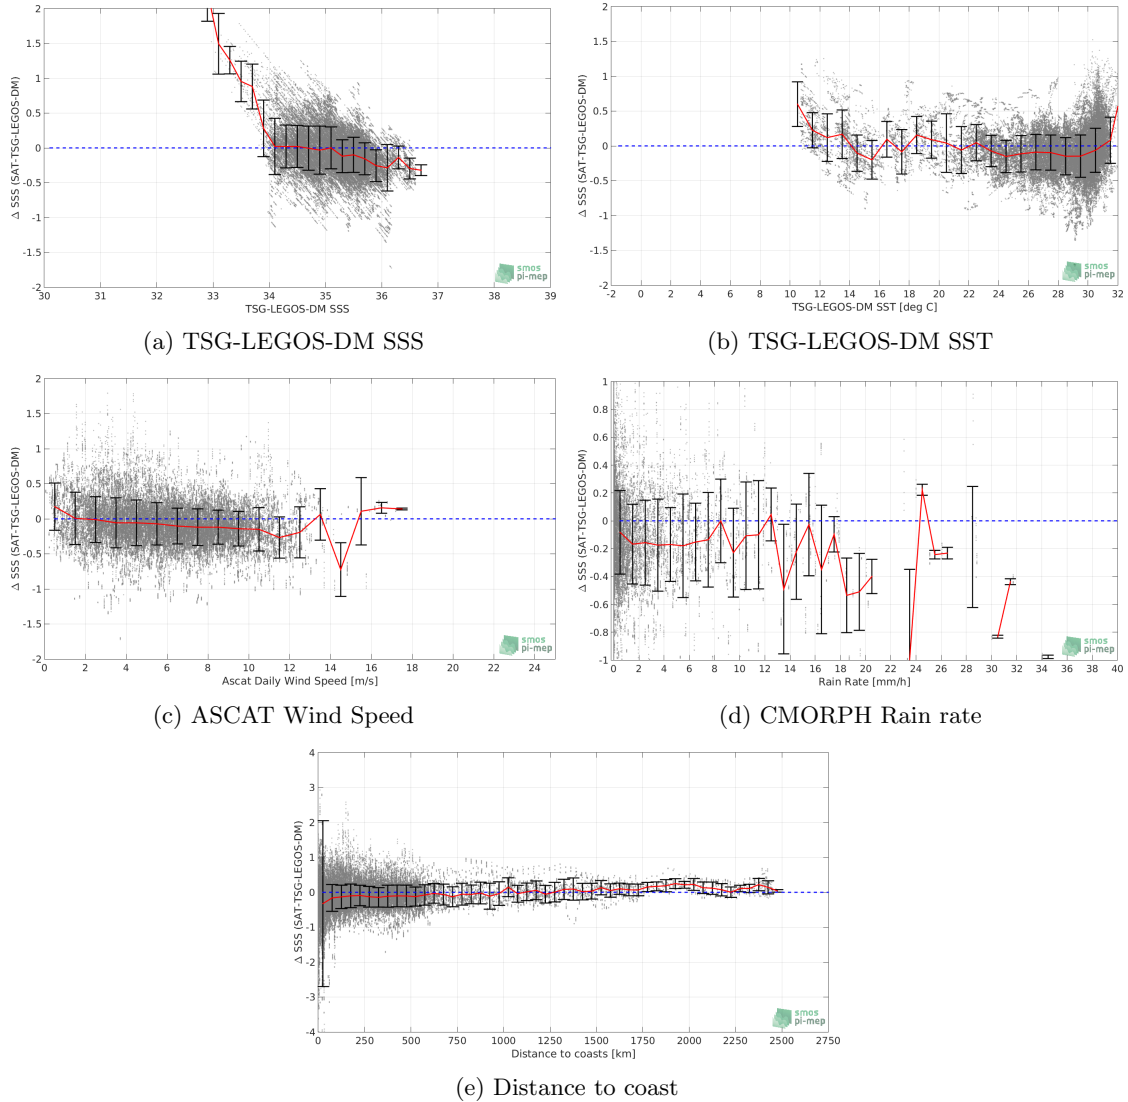 2
1.5
1
0.5
0
-0.5
-1
-1.5
-2
Δ SSS (SAT-TSG-LEGOS-DM)
30 31 32 33 34 35 36 37 38 39
TSG-LEGOS-DM SSS
smos
pi-mep
(a) TSG-LEGOS-DM SSS
2
1.5
1
0.5
0
-0.5
-1
-1.5
-2
Δ SSS (SAT-TSG-LEGOS-DM)
-2 0 2 4 6 8 10 12 14 16 18 20 22 24 26 28 30 32
TSG-LEGOS-DM SST [deg C]
smos
pi-mep
(b) TSG-LEGOS-DM SST
2
1.5
1
0.5
0
-0.5
-1
-1.5
-2
Δ SSS (SAT-TSG-LEGOS-DM)
0 2 4 6 8 10 12 14 16 18 20 22 24
Ascat Daily Wind Speed [m/s]
smos
pi-mep
(c) ASCAT Wind Speed
1
0.8
0.6
0.4
0.2
0
-0.2
-0.4
-0.6
-0.8
-1
Δ SSS (SAT-TSG-LEGOS-DM)
0 2 4 6 8 10 12 14 16 18 20 22 24 26 28 30 32 34 36 38 40
Rain Rate [mm/h]
smos
pi-mep
(d) CMORPH Rain rate
4
3
2
1
0
-1
-2
-3
-4
Δ SSS (SAT-TSG-LEGOS-DM)
0 250 500 750 1000 1250 1500 1750 2000 2250 2500 2750
Distance to coasts [km]
smos
pi-mep
(e) Distance to coast